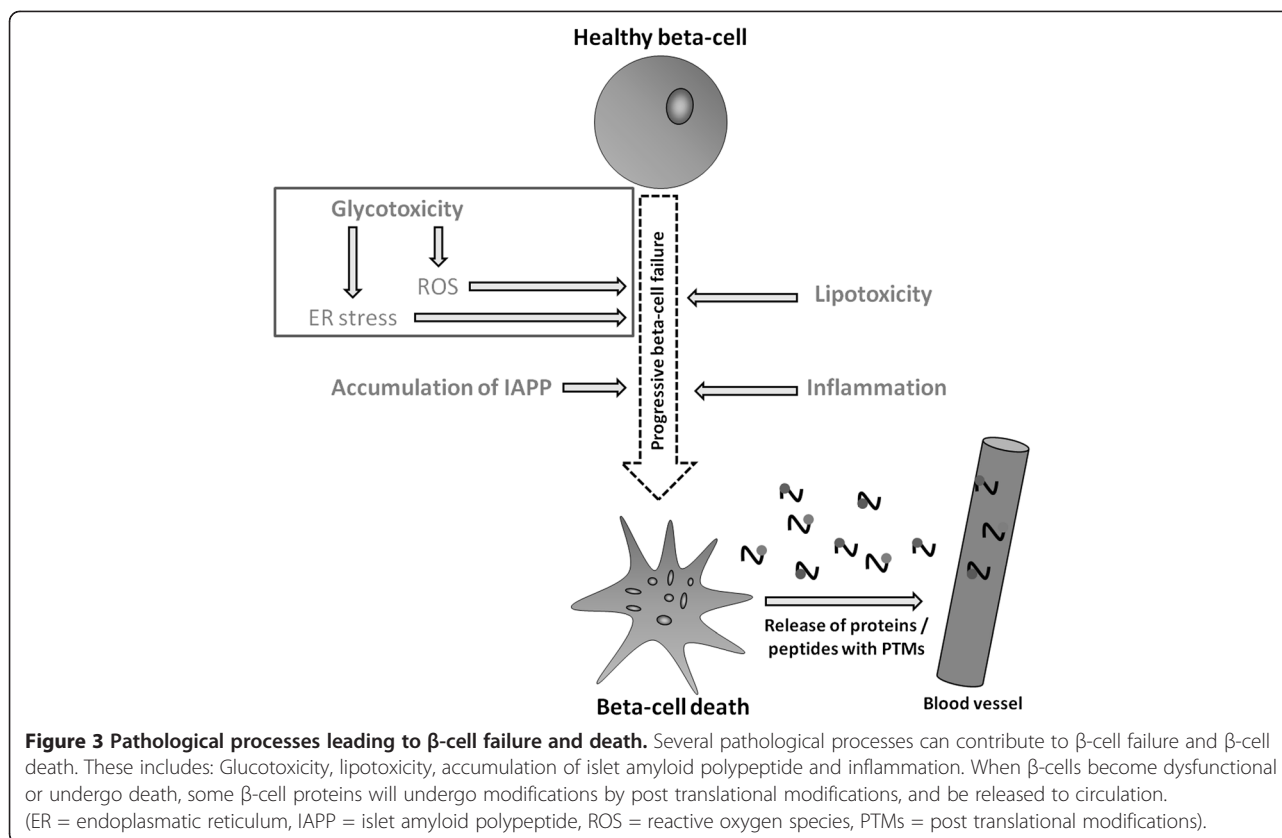 Healthy beta-cell
Glycotoxicity
ROS
ER stress
Progressive beta-cell failure
Lipotoxicity
Accumulation of IAPP
Inflammation
Release of proteins /
peptides with PTMs
Beta-cell death
Blood vessel
Figure 3 Pathological processes leading to β-cell failure and death. Several pathological processes can contribute to β-cell failure and β-cell
death. These includes: Glucotoxicity, lipotoxicity, accumulation of islet amyloid polypeptide and inflammation. When β-cells become dysfunctional
or undergo death, some β-cell proteins will undergo modifications by post translational modifications, and be released to circulation.
(ER = endoplasmatic reticulum, IAPP = islet amyloid polypeptide, ROS = reactive oxygen species, PTMs = post translational modifications).